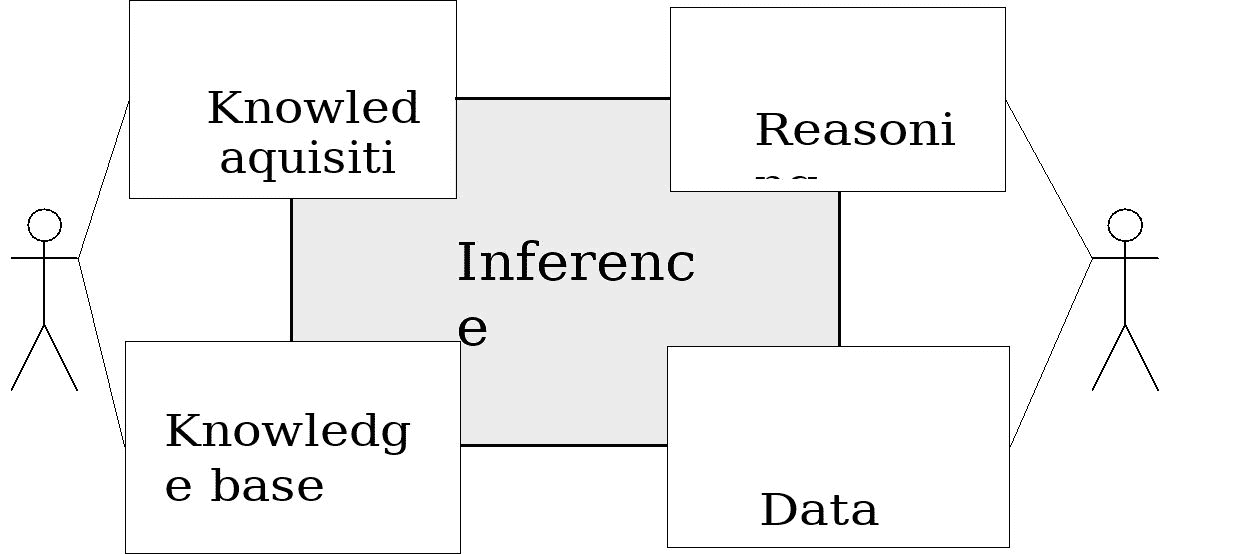 Knowled
aquisiti
Reasoni
Inferenc
e
Knowledg
e base
Data